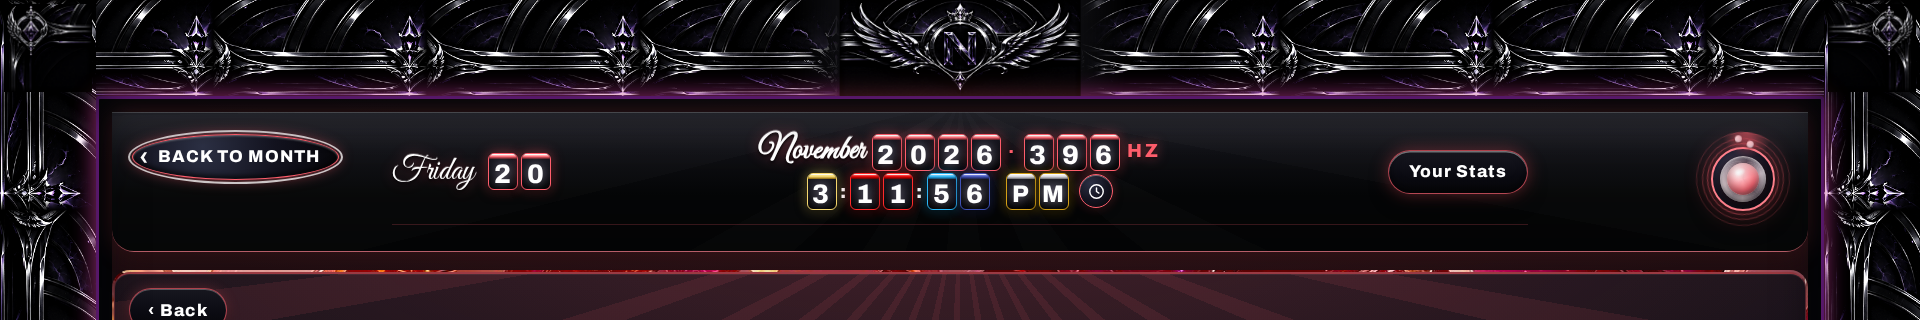 N
‹ BACK TO MONTH
Friday 20
November 2026 · 396 HZ
3:11:56 PM
Your Stats
‹ Back